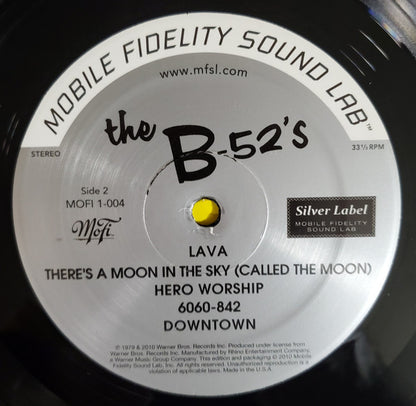 MOBILE FIDELITY SOUND LAB™
www.mfsl.com
the
B-52's
STEREO
33⅓ RPM
Side 2
MOFI 1-004
MoFi
Silver Label
MOBILE FIDELITY
SOUND LAB
LAVA
THERE'S A MOON IN THE SKY (CALLED THE MOON)
HERO WORSHIP
6060-842
DOWNTOWN
℗ 1979 & 2010 Warner Bros. Records Inc. Produced under license from
Warner Bros. Records Inc. Manufactured by Rhino Entertainment Company,
a Warner Music Group Company. This edition and packaging © 2010 Mobile
Fidelity Sound Lab, Inc. All rights reserved. Unauthorized reproduction is a
violation of applicable laws. Made in the U.S.A